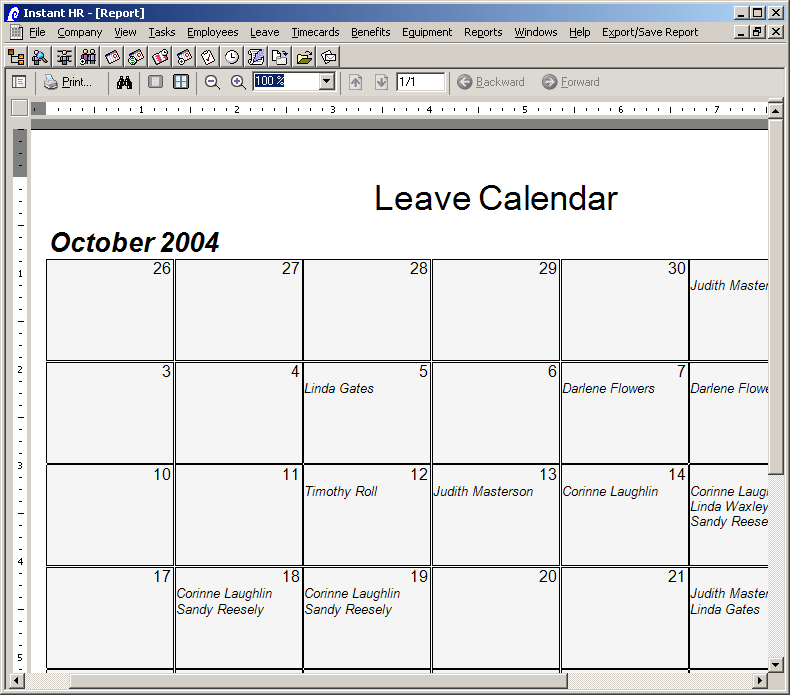 Instant HR - [Report]
File Company View Tasks Employees Leave Timecards Benefits Equipment Reports Windows Help Export/Save Report
Print... 100 % 1/1 Backward Forward
1 2 3 4 5 6 7
Leave Calendar
October 2004
26 27 28 29 30
Judith Master
3 4 5 6 7
Linda Gates Darlene Flowers Darlene Flowe
10 11 12 13 14
Timothy Roll Judith Masterson Corinne Laughlin Corinne Laug
Linda Waxley
Sandy Reese
17 18 19 20 21
Corinne Laughlin Corinne Laughlin Judith Master
Sandy Reesely Sandy Reesely Linda Gates
1
2
3
4
5